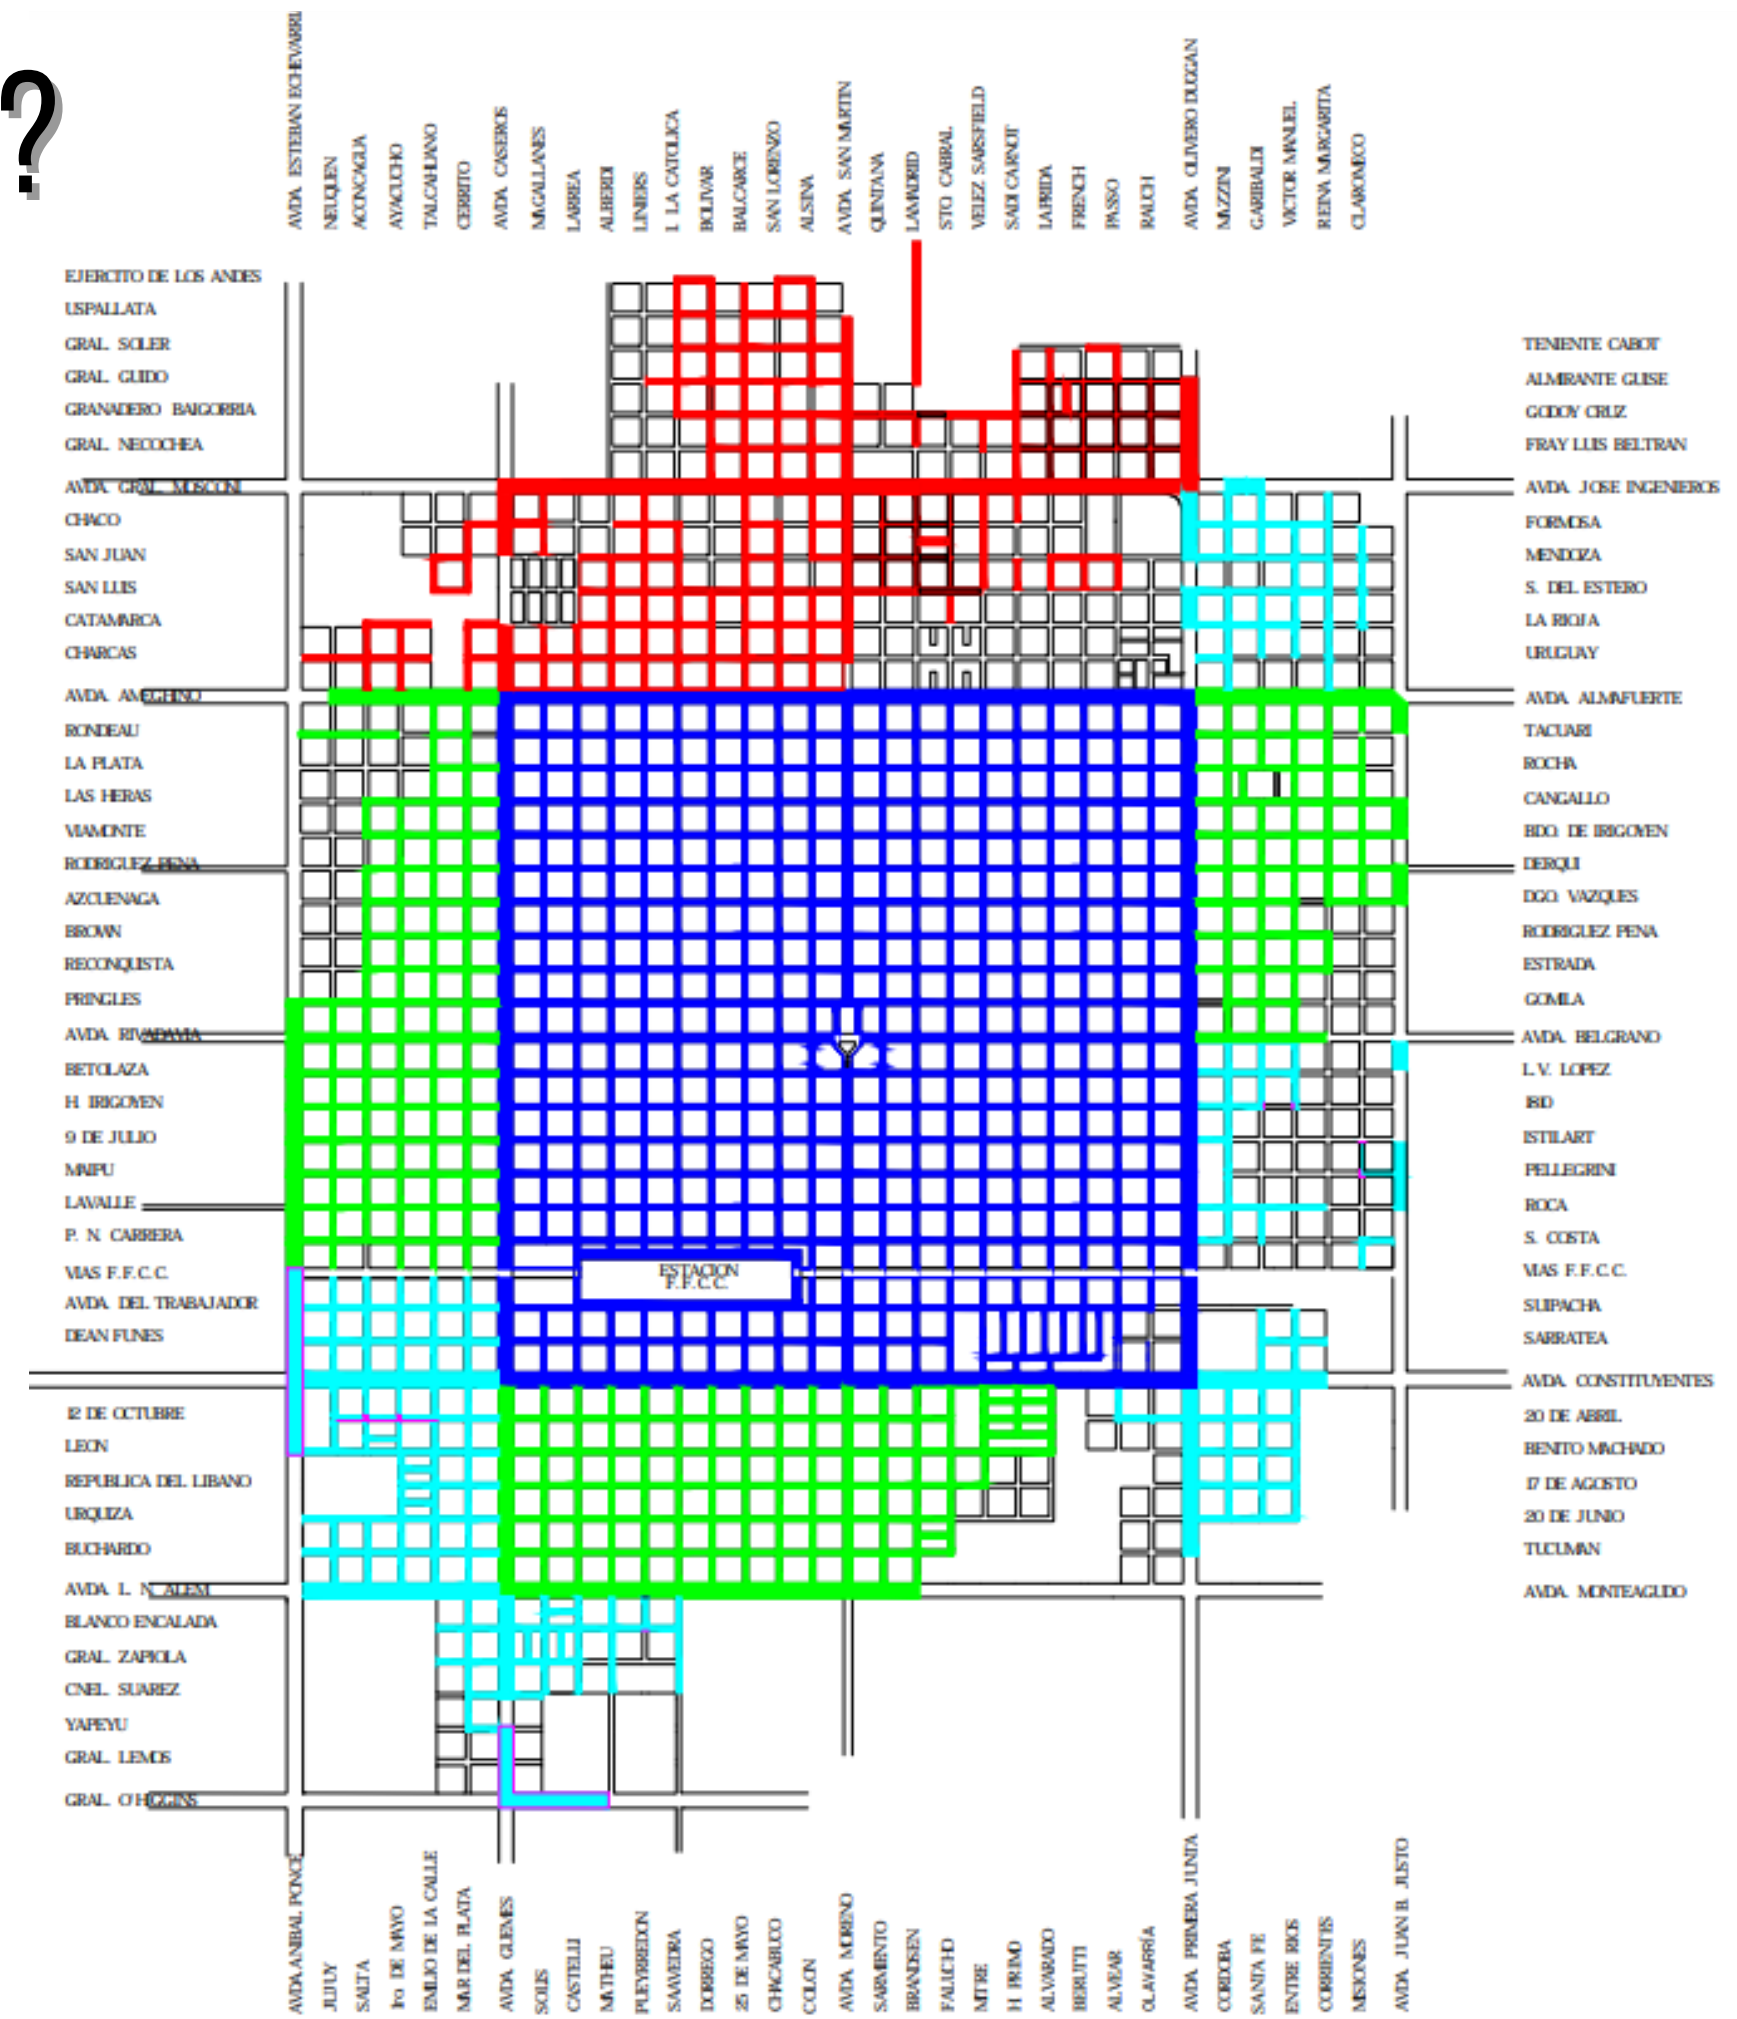 ?
AVDA. ESTEBAN ECHEVARRI
NEUQUEN
ACONCAGUA
AYACUCHO
TALCAHUANO
CERRITO
AVDA. CASEROS
MAGALLANES
LARREA
ALBERDI
LINIERS
I. LA CATOLICA
BOLIVAR
BALCARCE
SAN LORENZO
ALSINA
AVDA. SAN MARTIN
QUINTANA
LAMADRID
STO. CABRAL
VELEZ SARSFIELD
SADI CARNOT
LAPRIDA
FRENCH
PASSO
RAUCH
AVDA. OLIVERO DUGGAN
MAZZINI
GARIBALDI
VICTOR MANUEL
REINA MARGARITA
CLAROMECO
EJERCITO DE LOS ANDES
USPALLATA
GRAL. SOLER
GRAL. GUIDO
GRANADERO BAIGORRIA
GRAL. NECOCHEA
AVDA. GRAL. MOSCONI
CHACO
SAN JUAN
SAN LUIS
CATAMARCA
CHARCAS
AVDA. AMEGHINO
RONDEAU
LA PLATA
LAS HERAS
VIAMONTE
RODRIGUEZ PENA
AZCUENAGA
BROWN
RECONQUISTA
PRINGLES
AVDA. RIVADAVIA
BETOLAZA
H. IRIGOYEN
9 DE JULIO
MAIPU
LAVALLE
P. N. CARRERA
VIAS F.F.C.C.
AVDA. DEL TRABAJADOR
DEAN FUNES
12 DE OCTUBRE
LEON
REPUBLICA DEL LIBANO
URQUIZA
BUCHARDO
AVDA. L. N. ALEM
BLANCO ENCALADA
GRAL. ZAPIOLA
CNEL. SUAREZ
YAPEYU
GRAL. LEMOS
GRAL. O'HIGGINS
ESTACION
F.F.C.C.
TENIENTE CABOT
ALMIRANTE GUISE
GODOY CRUZ
FRAY LUIS BELTRAN
AVDA. JOSE INGENIEROS
FORMOSA
MENDOZA
S. DEL ESTERO
LA RIOJA
URUGUAY
AVDA. ALMAFUERTE
TACUARI
ROCHA
CANGALLO
BDO. DE IRIGOYEN
DERQUI
DGO. VAZQUES
RODRIGUEZ PENA
ESTRADA
GOMILA
AVDA. BELGRANO
L.V. LOPEZ
ISTILART
PELLEGRINI
ROCA
S. COSTA
VIAS F.F.C.C.
SUIPACHA
SARRATEA
AVDA. CONSTITUYENTES
20 DE ABRIL
BENITO MACHADO
17 DE AGOSTO
20 DE JUNIO
TUCUMAN
AVDA. MONTEAGUDO
AVDA. ANIBAL PONCE
JUJUY
SALTA
1ro DE MAYO
EMILIO DE LA CALLE
MAR DEL PLATA
AVDA. GUEMES
SOLIS
CASTELLI
MATHEU
PUEYRREDON
SAAVEDRA
DORREGO
25 DE MAYO
CHACABUCO
COLON
AVDA. MORENO
SARMIENTO
BRANDSEN
FALUCHO
MITRE
H. PRIMO
ALVARADO
BERUTTI
ALVEAR
OLAVARRÍA
AVDA. PRIMERA JUNTA
CORDOBA
SANTA FE
ENTRE RIOS
CORRIENTES
MISIONES
AVDA. JUAN B. JUSTO